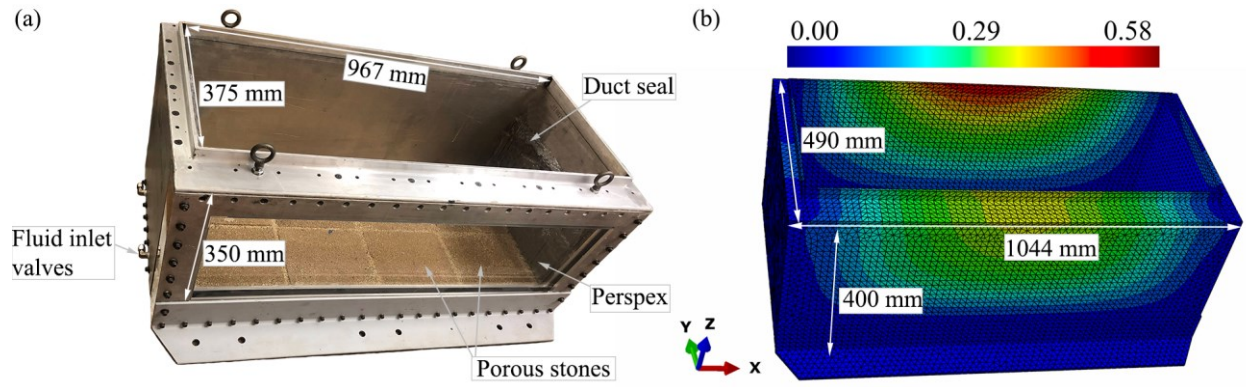 (a)
967 mm
375 mm
Duct seal
Fluid inlet
valves
350 mm
Perspex
Porous stones
(b)
0.00 0.29 0.58
490 mm
1044 mm
400 mm
Y Z X